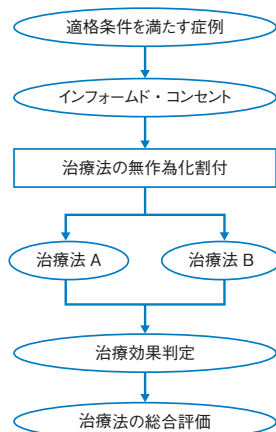 適格条件を満たす症例
インフォームド・コンセント
治療法の無作為化割付
治療法 A
治療法 B
治療効果判定
治療法の総合評価